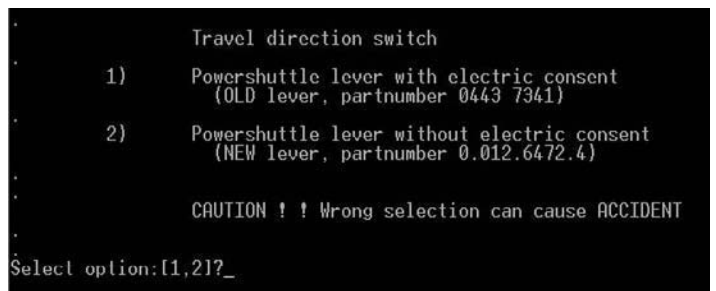 Travel direction switch
1) Powershuttle lever with electric consent
(OLD lever, partnumber 0443 7341)
2) Powershuttle lever without electric consent
(NEW lever, partnumber 0.012.6472.4)
CAUTION ! ! Wrong selection can cause ACCIDENT
Select option:[1,2]?_